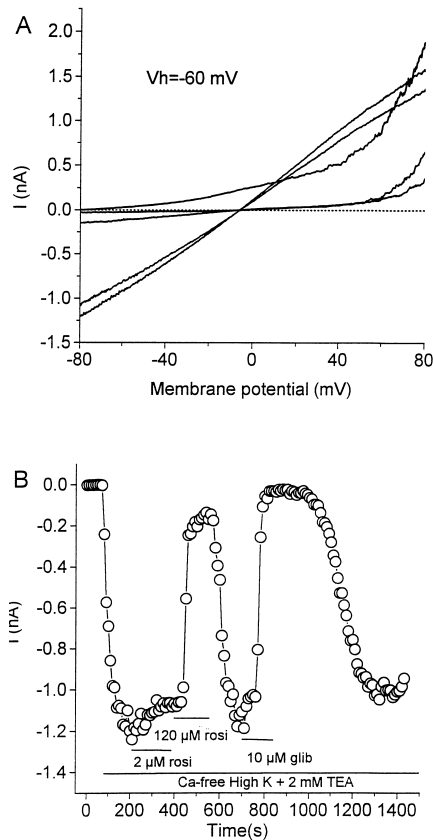 A
2.0
1.5
1.0
0.5
0.0
-0.5
-1.0
-1.5
I (nA)
Vh=-60 mV
-80
-40
0
40
80
Membrane potential (mV)
B
0.0
-0.2
-0.4
-0.6
-0.8
-1.0
-1.2
-1.4
I (nA)
120 μM rosi
2 μM rosi
10 μM glib
Ca-free High K + 2 mM TEA
0
200
400
600
800
1000
1200
1400
Time(s)